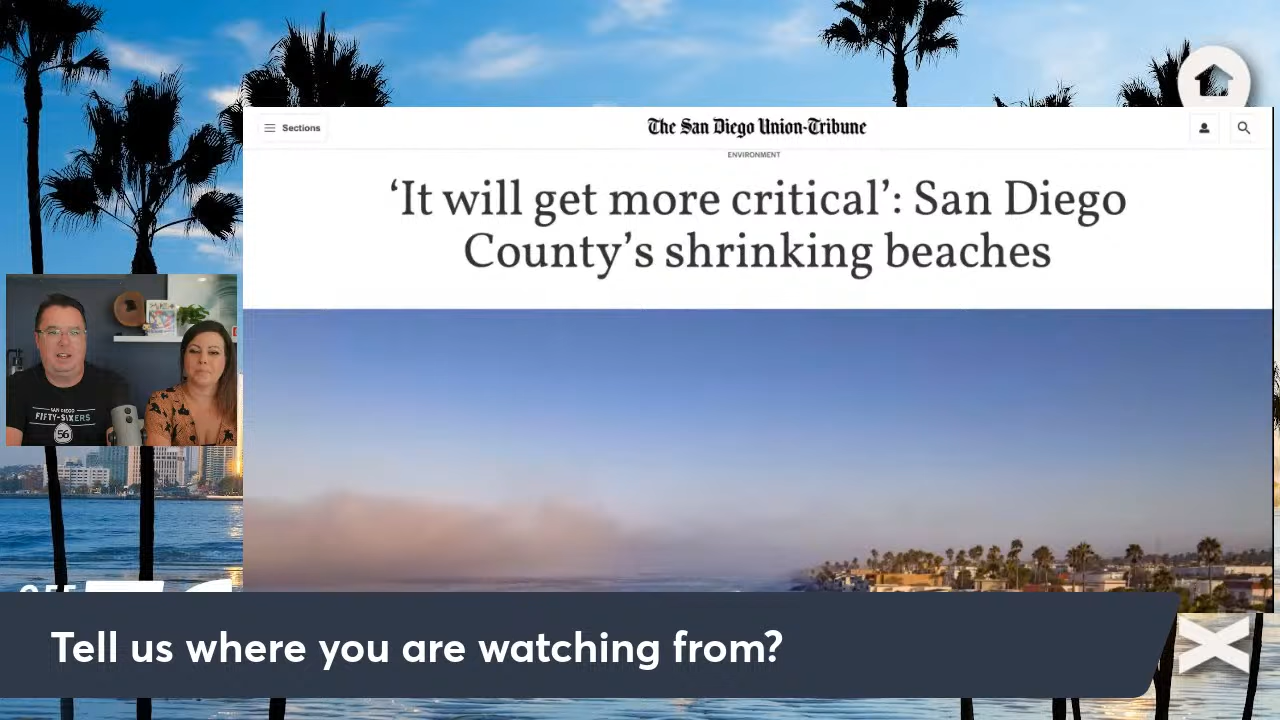 Sections
The San Diego Union-Tribune
ENVIRONMENT
‘It will get more critical’: San Diego
County’s shrinking beaches
SAN DIEGO
FIFTY-SIXERS
56
Tell us where you are watching from?